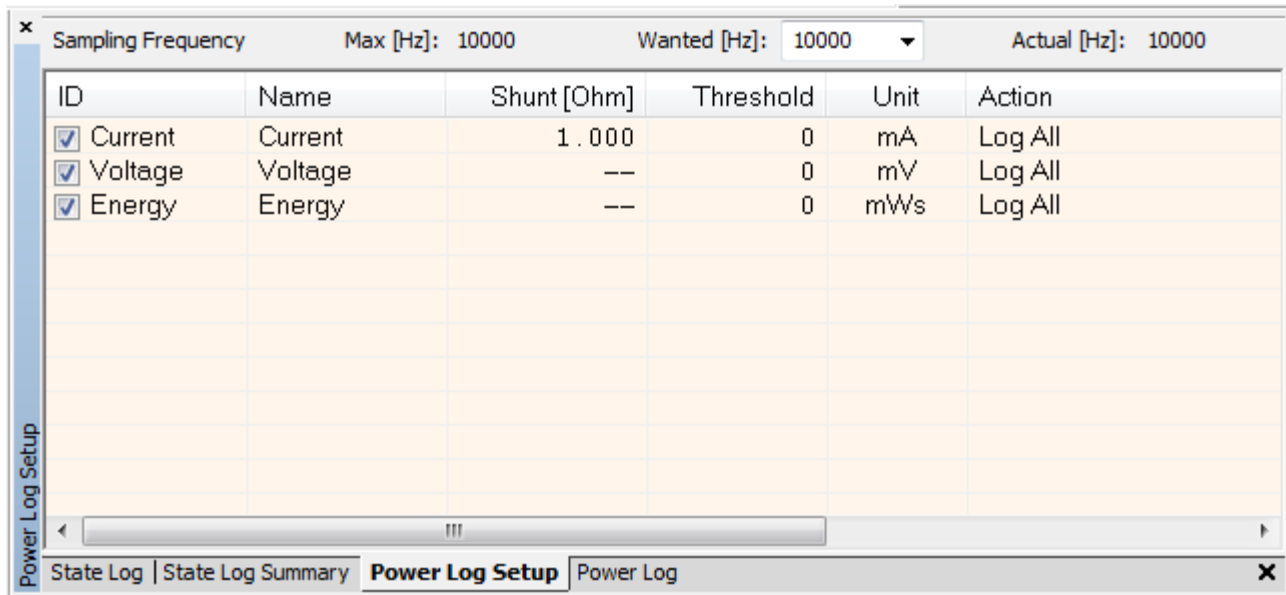 Sampling Frequency Max [Hz]: 10000 Wanted [Hz]: 10000 Actual [Hz]: 10000
ID Name Shunt [Ohm] Threshold Unit Action
Current Current 1.000 0 mA Log All
Voltage Voltage -- 0 mV Log All
Energy Energy -- 0 mWs Log All
Power Log Setup
State Log | State Log Summary Power Log Setup Power Log